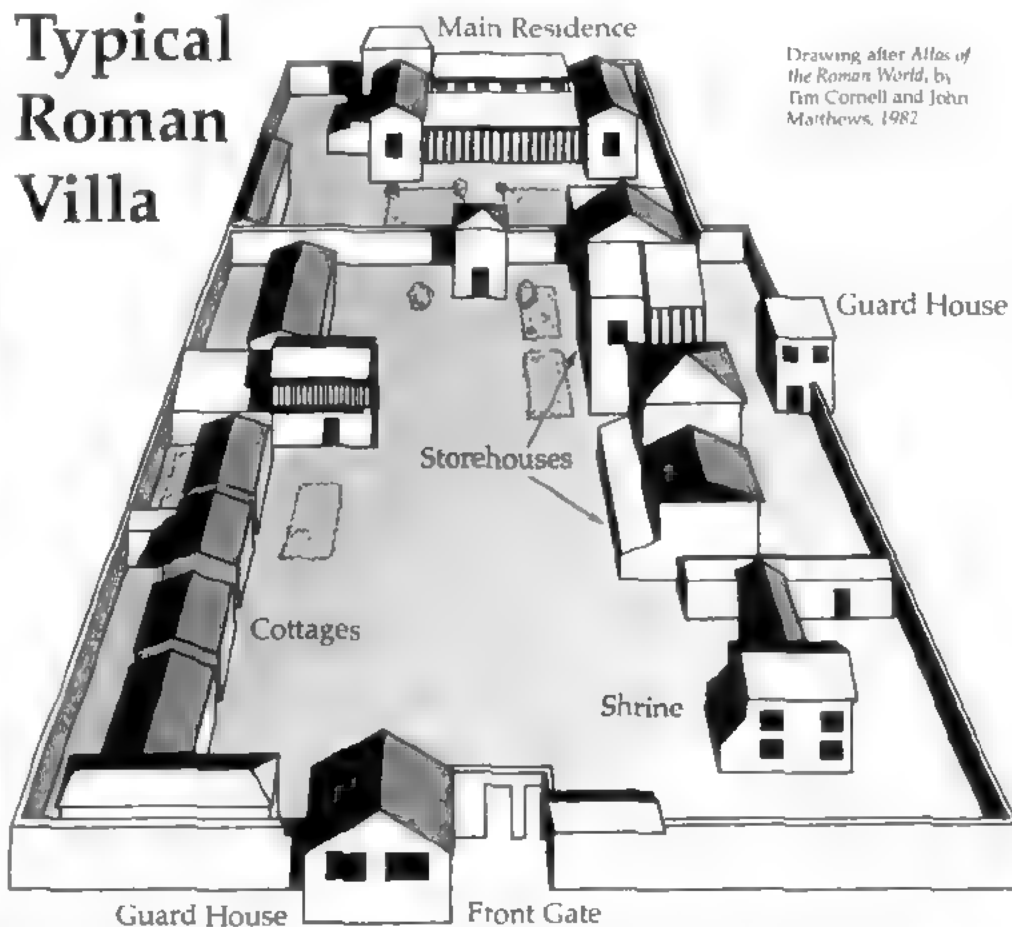 Typical
Roman
Villa
Main Residence
Drawing after Atlas of
the Roman World, by
Tim Cornell and John
Matthews, 1982
Guard House
Storehouses
Cottages
Shrine
Guard House
Front Gate